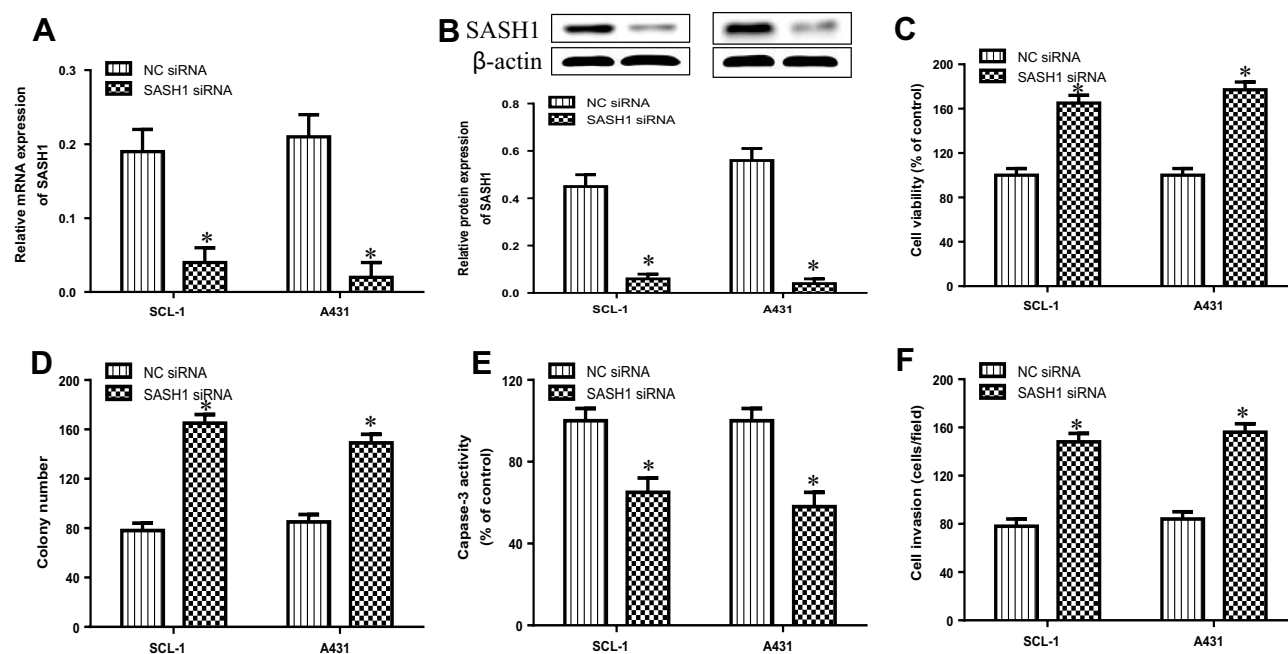 A
NC siRNA
SASH1 siRNA
Relative mRNA expression
of SASH1
0.3
0.2
0.1
0.0
*
*
SCL-1
A431
B
SASH1
β-actin
NC siRNA
SASH1 siRNA
Relative protein expression
of SASH1
0.8
0.6
0.4
0.2
0.0
*
*
SCL-1
A431
C
NC siRNA
SASH1 siRNA
Cell viability (% of control)
200
160
120
80
40
0
*
*
SCL-1
A431
D
NC siRNA
SASH1 siRNA
Colony number
200
160
120
80
40
0
*
*
SCL-1
A431
E
NC siRNA
SASH1 siRNA
Capase-3 activity
(% of control)
120
80
40
0
*
*
SCL-1
A431
F
NC siRNA
SASH1 siRNA
Cell invasion (cells/field)
200
160
120
80
40
0
*
*
SCL-1
A431